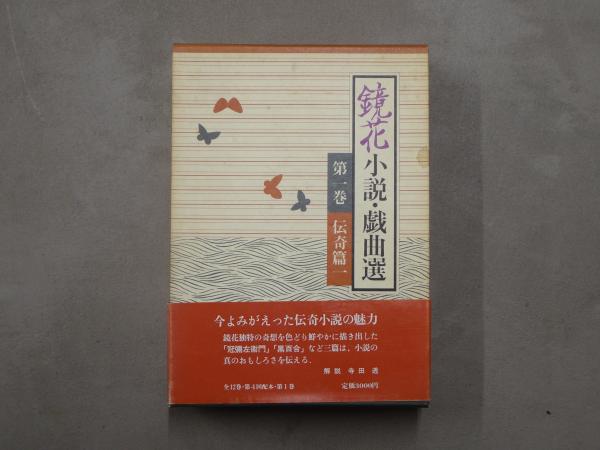 鏡花小説・戯曲選
第一巻
伝奇篇一
今よみがえった伝奇小説の魅力
鏡花独特の奇想を色どり鮮やかに描き出した
「冠彌左衛門」「黒百合」など三篇は、小説の
真のおもしろさを伝える。
解説 寺田透
全12巻・第4回配本・第1巻
定価3000円